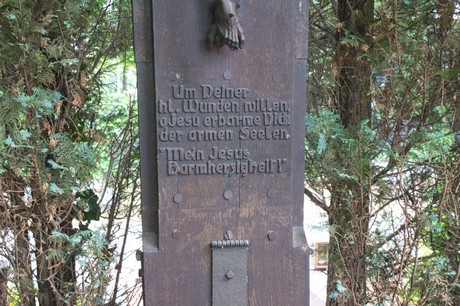 Um Deiner
hl. Wunden willen,
o Jesu erbarme Dich
der armen Seelen.
"Mein Jesus
Barmherzigkeit!"